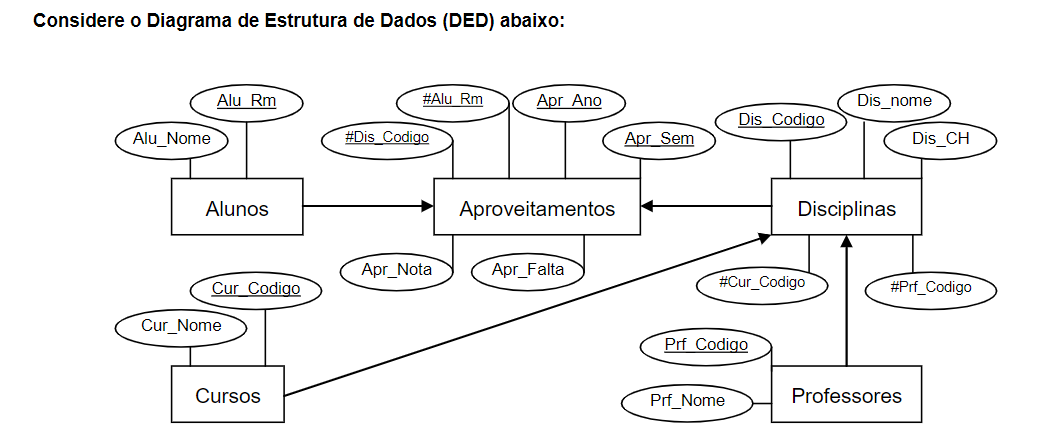 Considere o Diagrama de Estrutura de Dados (DED) abaixo:
Alu_Rm
Alu_Nome
Alunos
#Alu_Rm
Apr_Ano
#Dis_Codigo
Apr_Sem
Aproveitamentos
Apr_Nota
Apr_Falta
Dis_nome
Dis_Codigo
Dis_CH
Disciplinas
#Cur_Codigo
#Prf_Codigo
Cur_Codigo
Cur_Nome
Cursos
Prf_Codigo
Prf_Nome
Professores